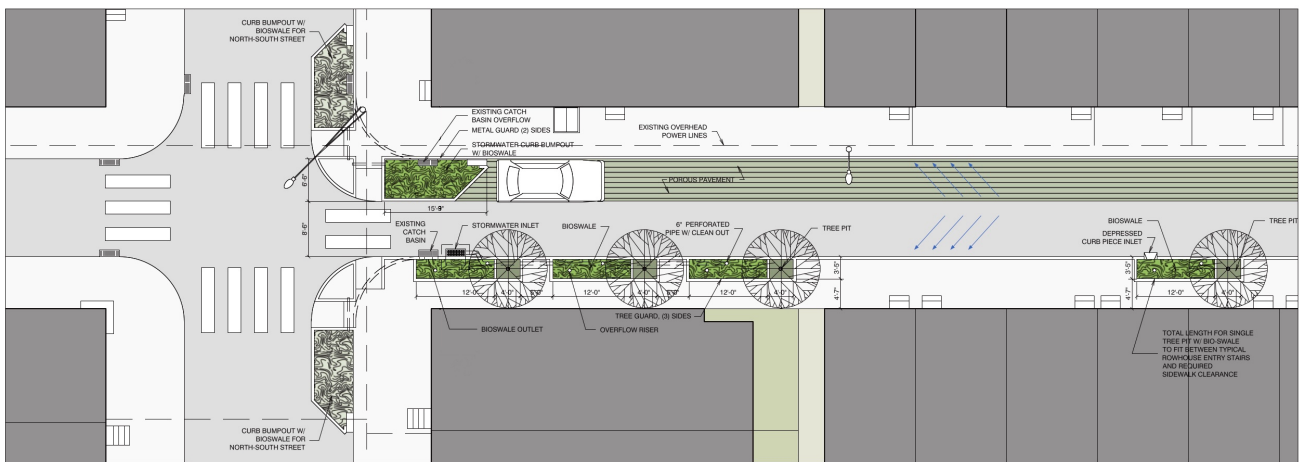 CURB BUMPOUT W/
BIOSWALE FOR
NORTH-SOUTH STREET
EXISTING CATCH
BASIN OVERFLOW
METAL GUARD (2) SIDES
STORMWATER CURB BUMPOUT
W/ BIOSWALE
EXISTING OVERHEAD
POWER LINES
POROUS PAVEMENT
6'-6"
15'-9"
8'-6"
EXISTING
CATCH
BASIN
STORMWATER INLET
BIOSWALE
6" PERFORATED
PIPE W/ CLEAN OUT
TREE PIT
BIOSWALE
TREE PIT
DEPRESSED
CURB PIECE INLET
3'-5"
3'-5"
12'-0"
4'-0"
12'-0"
4'-0"
12'-0"
4'-0"
4'-7"
4'-7"
12'-0"
4'-0"
TREE GUARD, (3) SIDES
BIOSWALE OUTLET
OVERFLOW RISER
TOTAL LENGTH FOR SINGLE
TREE PIT W/ BIO-SWALE
TO FIT BETWEEN TYPICAL
ROWHOUSE ENTRY STAIRS
AND REQUIRED
SIDEWALK CLEARANCE
CURB BUMPOUT W/
BIOSWALE FOR
NORTH-SOUTH STREET